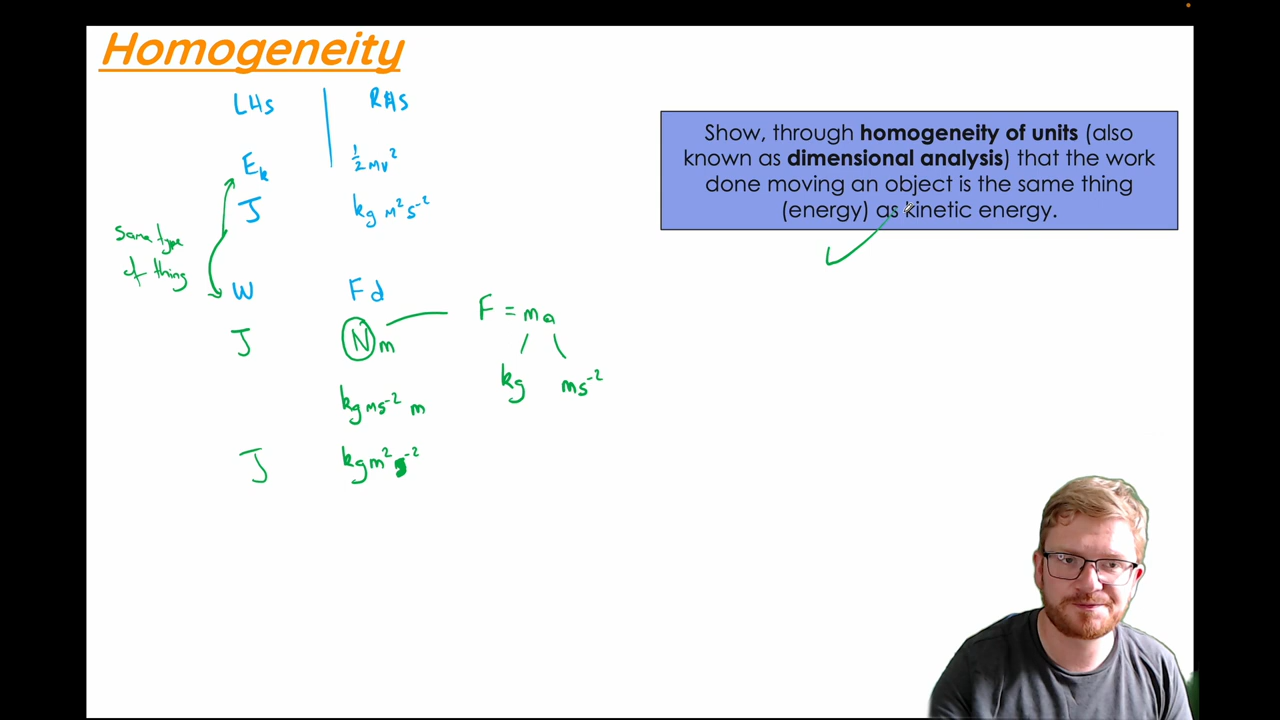 Homogeneity
LHS RHS
Ek ½mv²
J kg m² s⁻²
Same type
of thing
W Fd
J Nm
F = ma
kg ms⁻²
kg ms⁻² m
J kgm² s⁻²
Show, through homogeneity of units (also
known as dimensional analysis) that the work
done moving an object is the same thing
(energy) as kinetic energy.